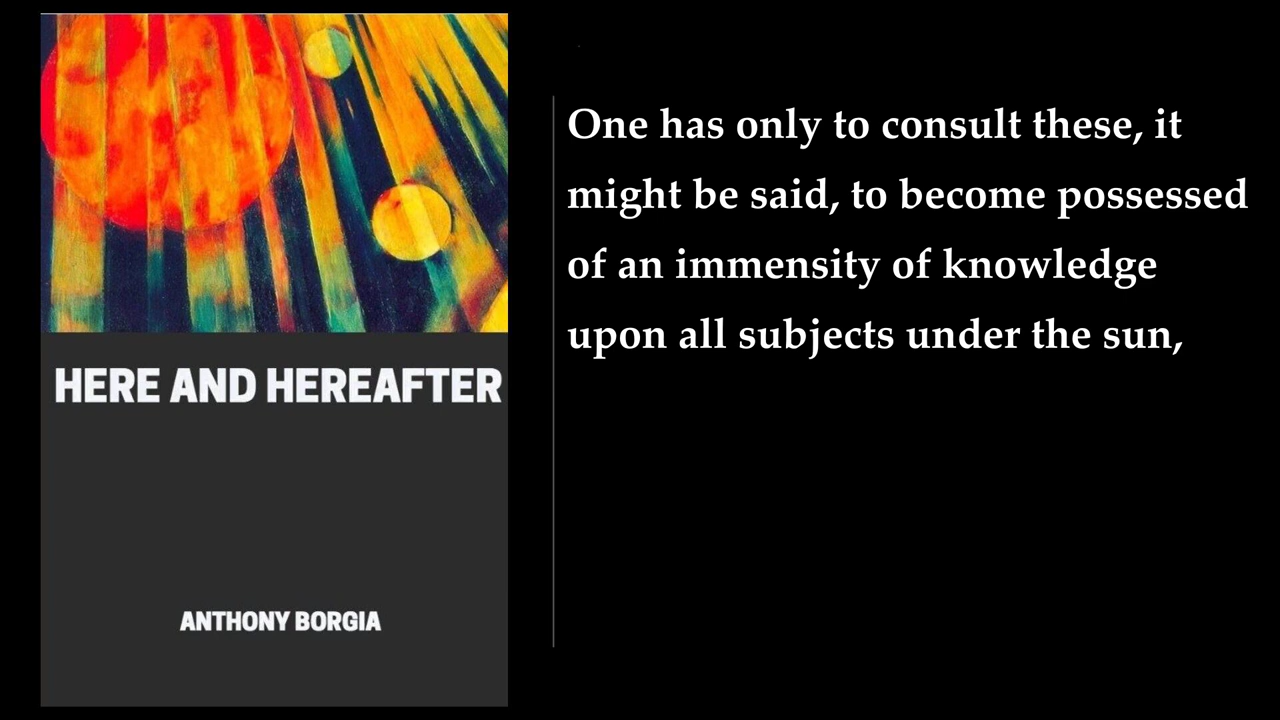 HERE AND HEREAFTER
ANTHONY BORGIA
One has only to consult these, it
might be said, to become possessed
of an immensity of knowledge
upon all subjects under the sun,